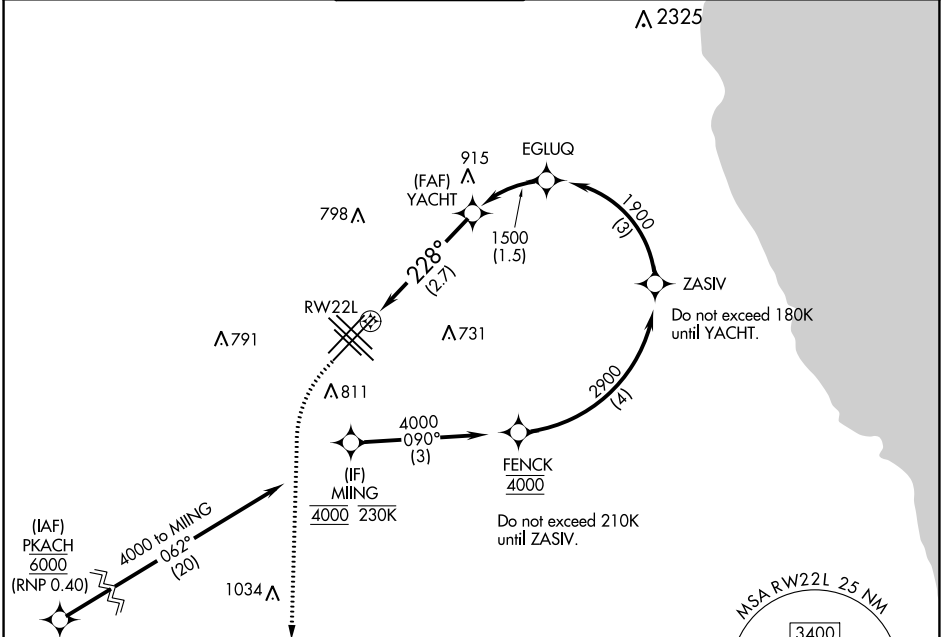 2325
EGLUQ
915
(FAF)
YACHT
798
1900
(3)
1500
(1.5)
228°
(2.7)
ZASIV
RW22L
Do not exceed 180K
until YACHT.
791
731
811
2900
(4)
4000
090°
(3)
FENCK
4000
(IF)
MIING
4000 230K
Do not exceed 210K
until ZASIV.
(IAF)
PKACH
6000
(RNP 0.40)
4000 to MIING
062°
(20)
1034
MSA RW22L 25 NM
3400